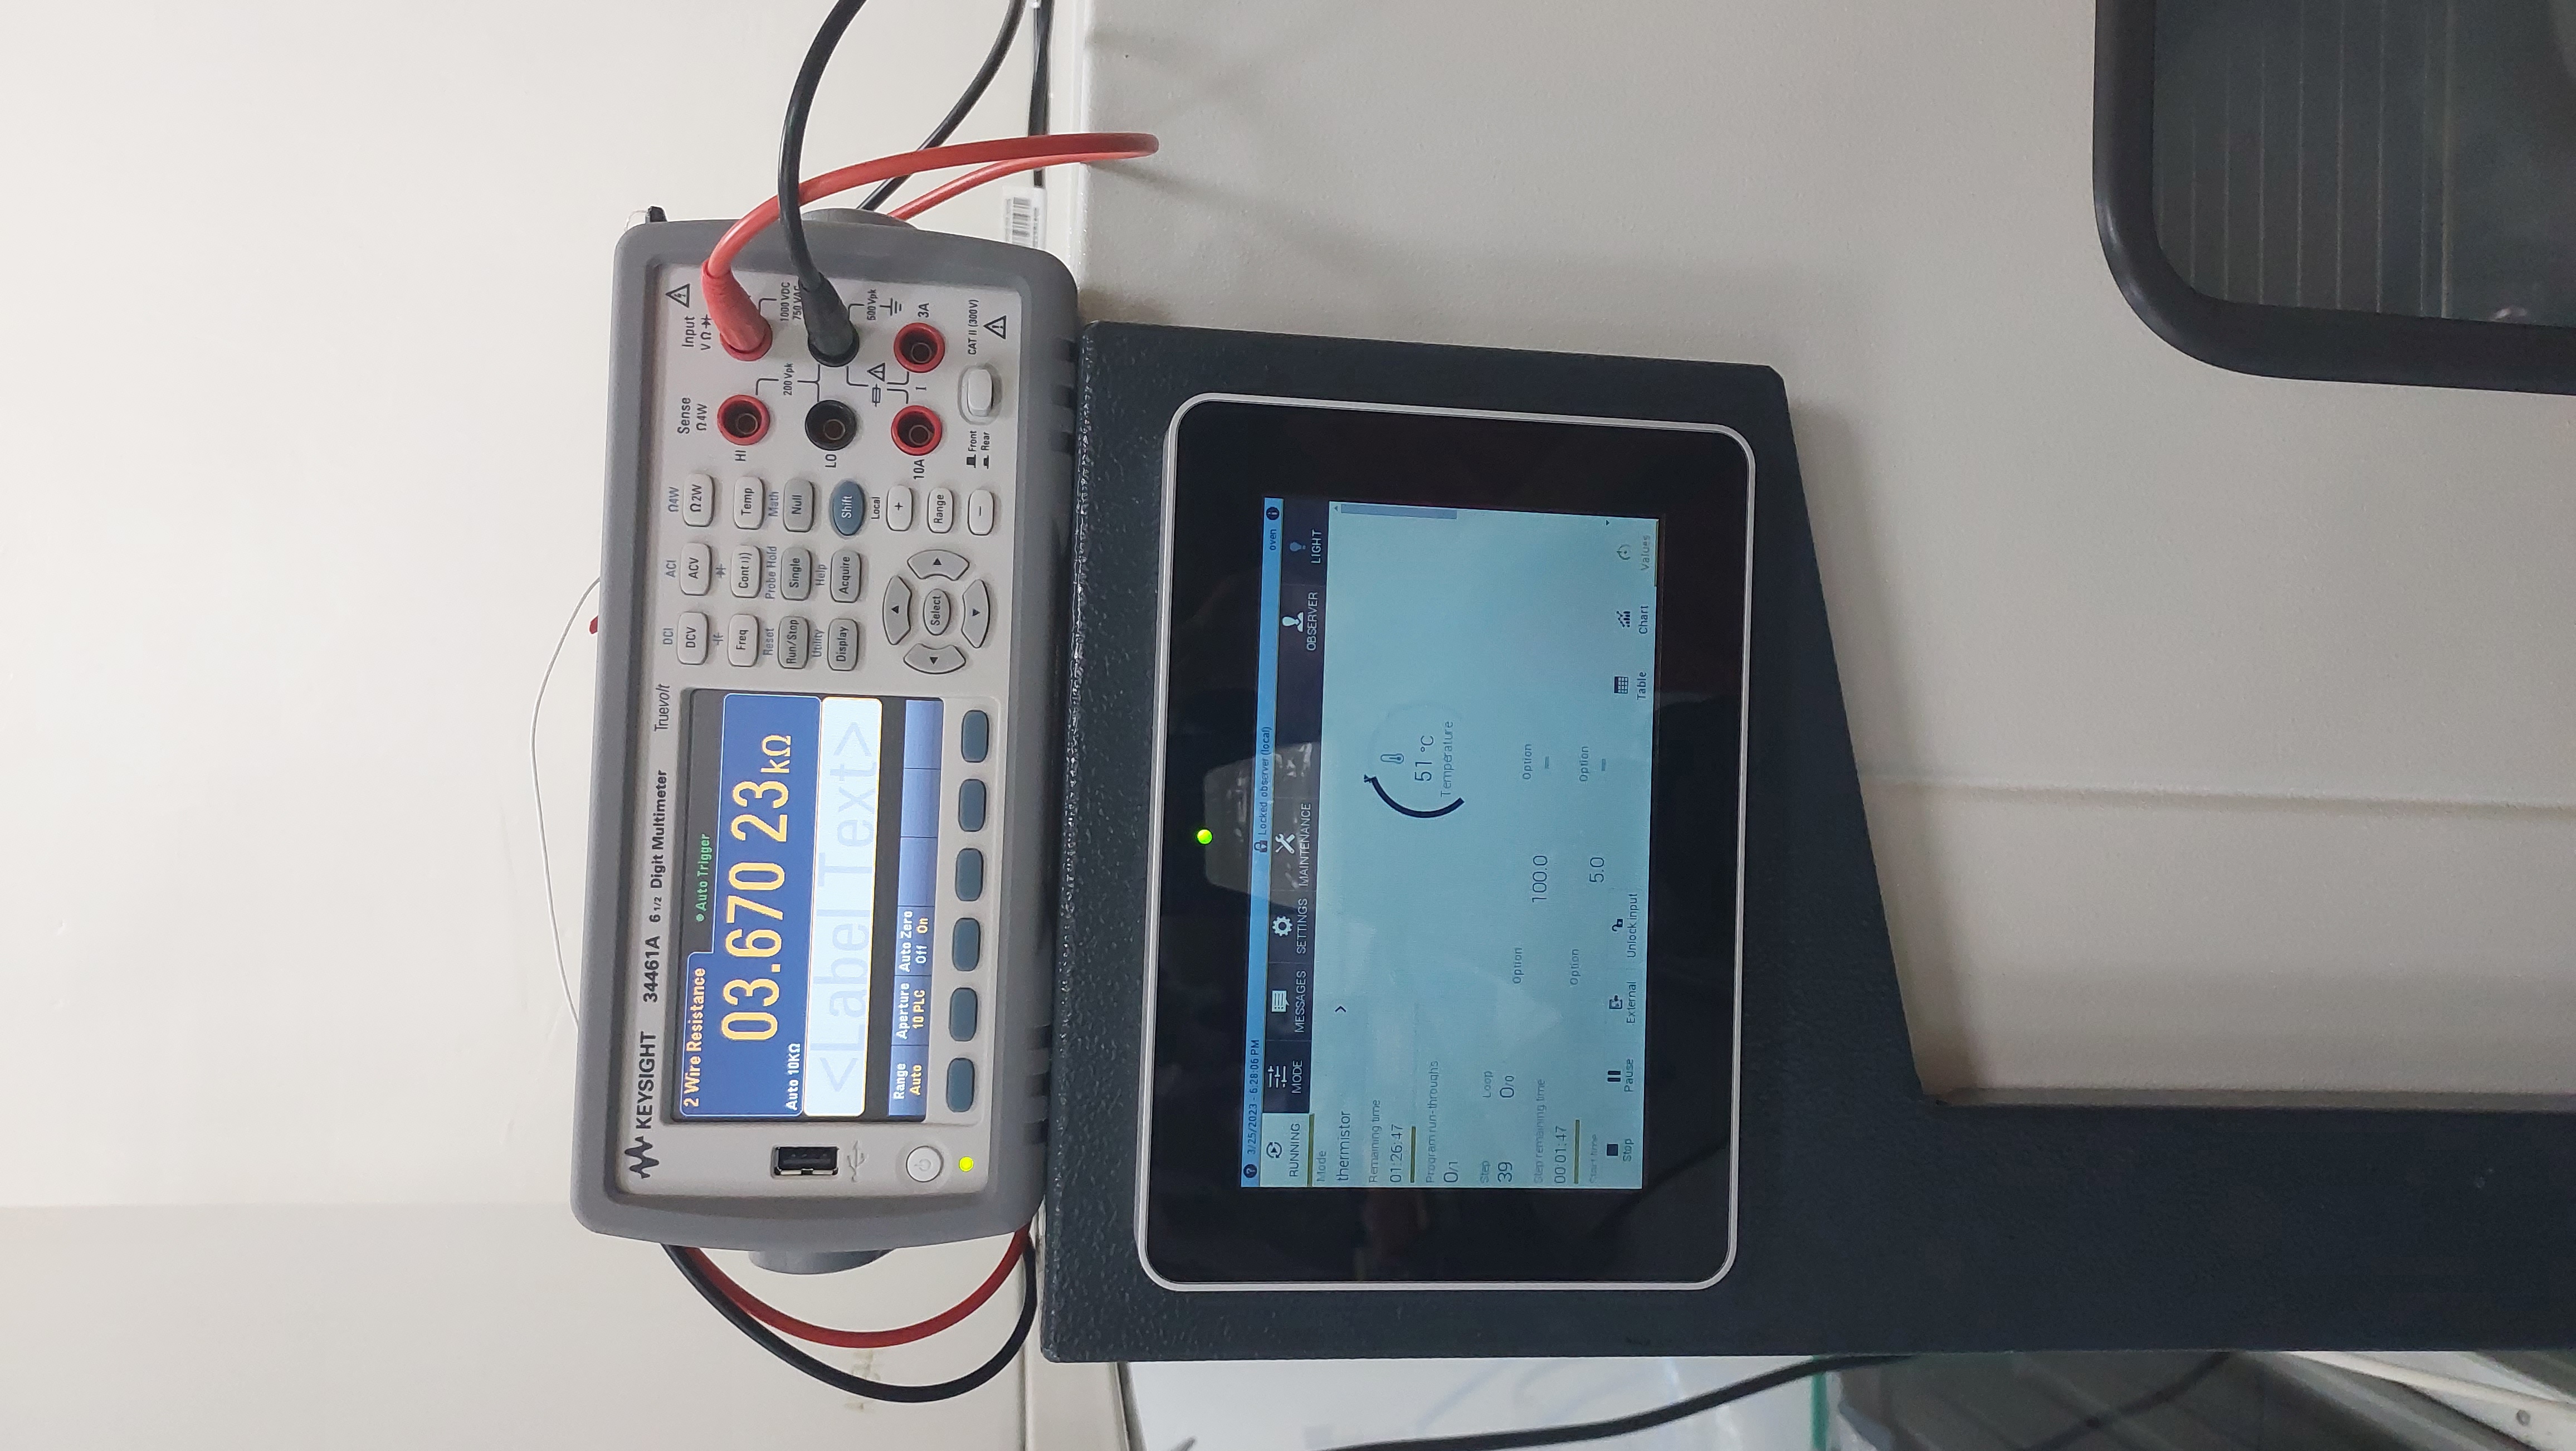 KEYSIGHT 34461A 6 1/2 Digit Multimeter Truevolt
2 Wire Resistance Auto Trigger
03.670 23 kΩ
Auto 10KΩ
<Label Text>
Range Aperture Auto Zero
Auto 10 PLC Off On
DCI ACI Ω4W
DCV ACV Ω2W
Freq Cont Temp
Reset Probe Hold Math
Run/Stop Single Null
Utility Help
Display Acquire Shift
Local
+
Select Range
−
Sense Input
Ω4W V Ω
HI
200 Vpk 1000 VDC
750 VAC
LO
500 Vpk
10A I 3A
Front
Rear
CAT II (300V)
3/25/2023 - 6:28:06 PM Locked observer (local) oven
RUNNING MODE MESSAGES SETTINGS MAINTENANCE OBSERVER LIGHT
Mode
thermistor
Remaining time
01:26:47
Program run-throughs
0/1
Step Loop
39 0/0
Step remaining time
00:01:47
Start time
51 °C
Temperature
Option 100.0 Option
Option 5.0 Option
Stop Pause External Unlock input Table Chart Values